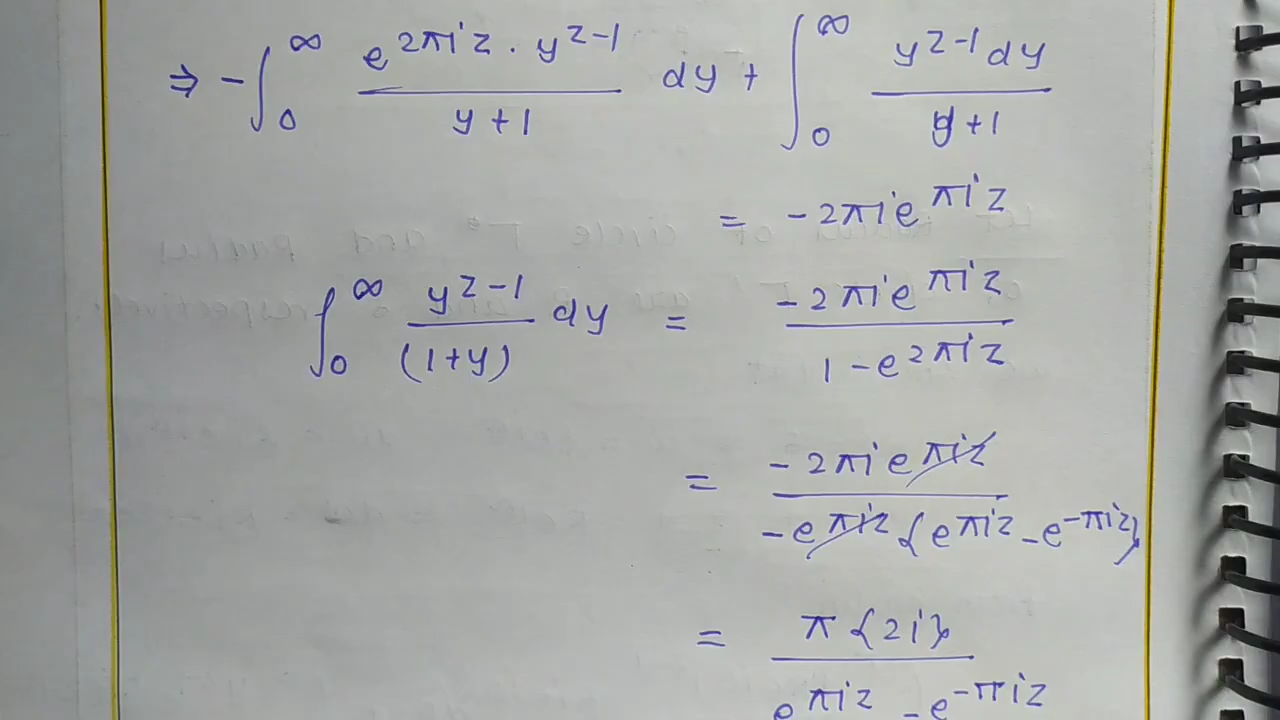 ⇒ -∫₀^∞ (e^{2πiz} · y^{z-1})/(y+1) dy + ∫₀^∞ (y^{z-1} dy)/(y+1)
= -2πi e^{πiz}
∫₀^∞ (y^{z-1})/((1+y)) dy = (-2πi e^{πiz})/(1 - e^{2πiz})
= (-2πi e^{πiz})/(-e^{πiz} {e^{πiz} - e^{-πiz}})
= (π {2i})/(e^{πiz} - e^{-πiz})